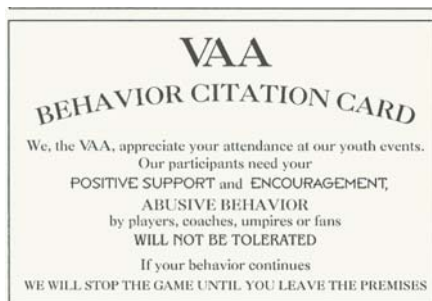 VAA
BEHAVIOR CITATION CARD
We, the VAA, appreciate your attendance at our youth events.
Our participants need your
POSITIVE SUPPORT and ENCOURAGEMENT,
ABUSIVE BEHAVIOR
by players, coaches, umpires or fans
WILL NOT BE TOLERATED
If your behavior continues
WE WILL STOP THE GAME UNTIL YOU LEAVE THE PREMISES